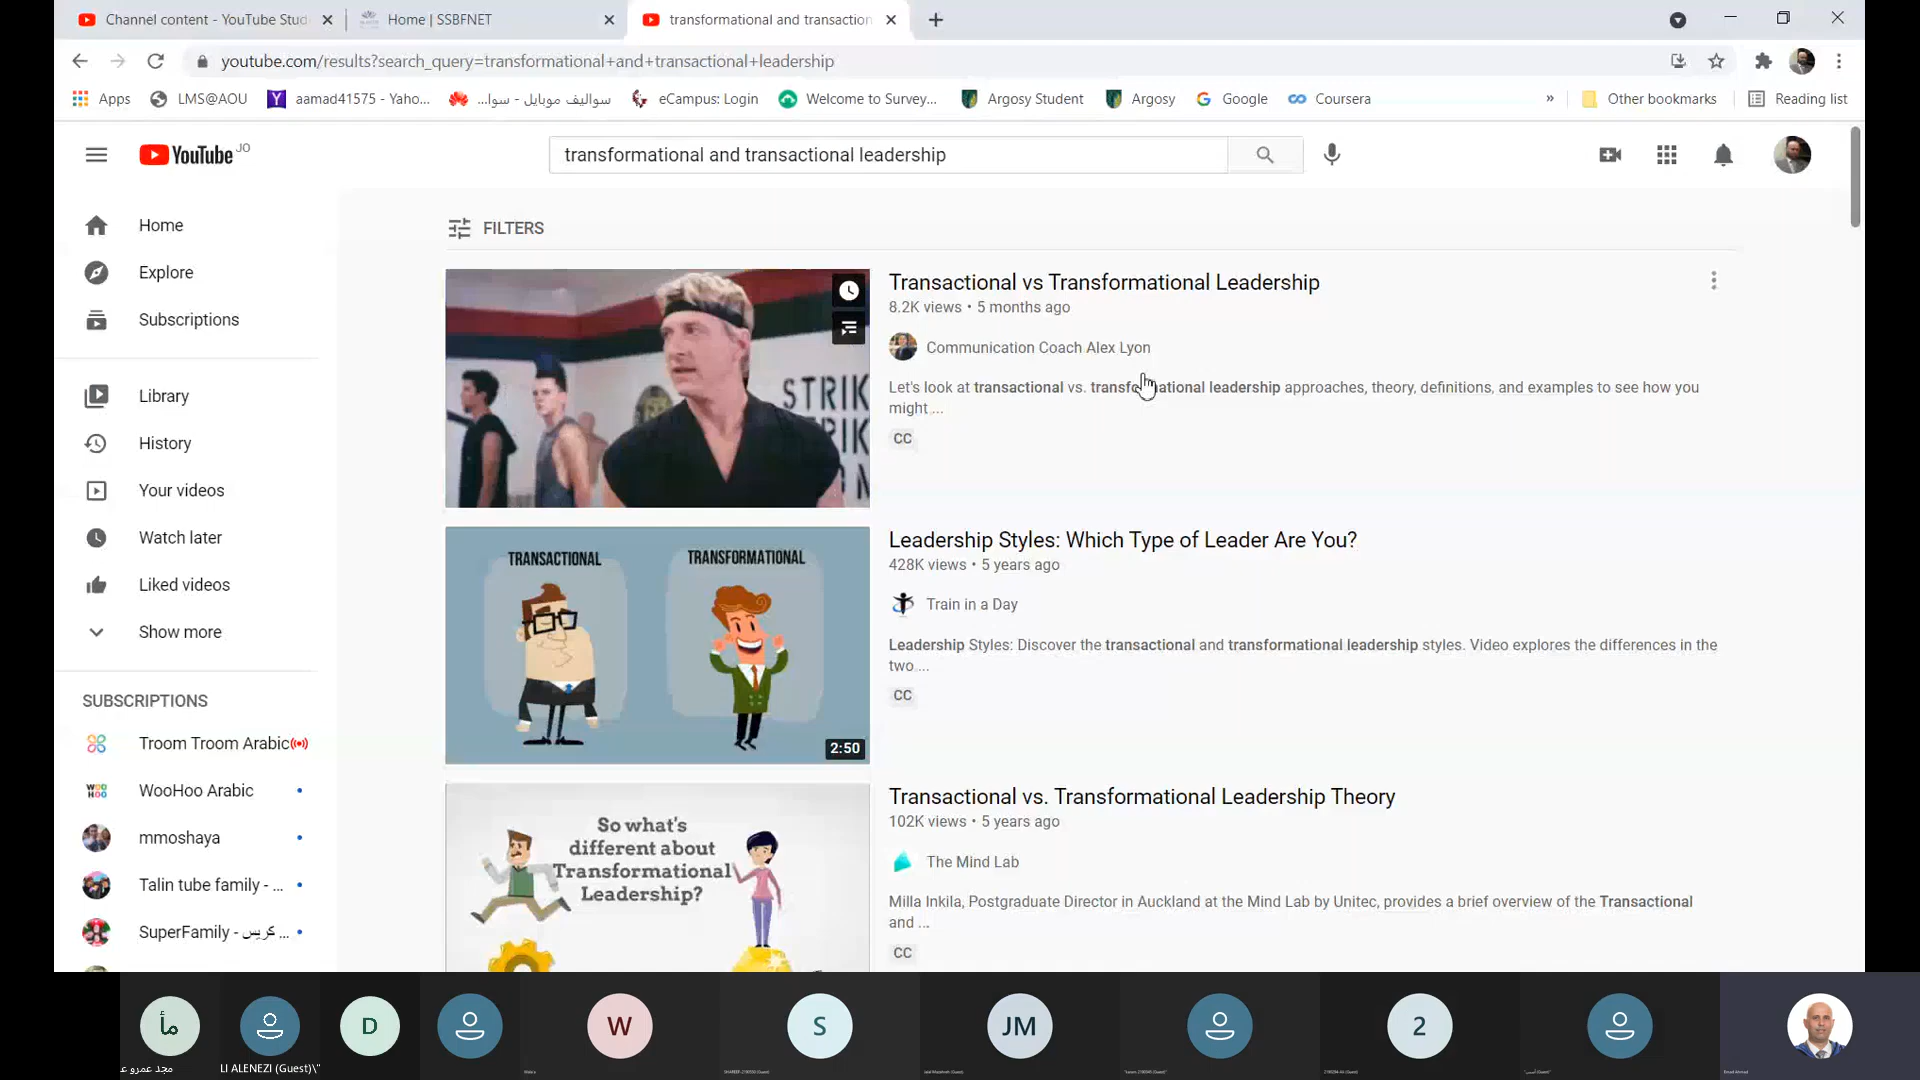 Channel content - YouTube Stud
Home | SSBFNET
transformational and transaction
youtube.com/results?search_query=transformational+and+transactional+leadership
Apps
LMS@AOU
aamad41575 - Yaho...
سواليف موبايل - سوا...
eCampus: Login
Welcome to Survey...
Argosy Student
Argosy
Google
Coursera
»
Other bookmarks
Reading list
YouTube JO
transformational and transactional leadership
Home
Explore
Subscriptions
Library
History
Your videos
Watch later
Liked videos
Show more
SUBSCRIPTIONS
Troom Troom Arabic
WooHoo Arabic
mmoshaya
Talin tube family - ...
SuperFamily - كريس ...
FILTERS
STRIK
Transactional vs Transformational Leadership
8.2K views • 5 months ago
Communication Coach Alex Lyon
Let's look at transactional vs. transformational leadership approaches, theory, definitions, and examples to see how you
might ...
CC
TRANSACTIONAL
TRANSFORMATIONAL
2:50
Leadership Styles: Which Type of Leader Are You?
428K views • 5 years ago
Train in a Day
Leadership Styles: Discover the transactional and transformational leadership styles. Video explores the differences in the
two ...
CC
So what's
different about
Transformational
Leadership?
Transactional vs. Transformational Leadership Theory
102K views • 5 years ago
The Mind Lab
Milla Inkila, Postgraduate Director in Auckland at the Mind Lab by Unitec, provides a brief overview of the Transactional
and ...
CC
مأ
D
W
S
JM
2
مجد عمرو ع
LI ALENEZI (Guest)\"